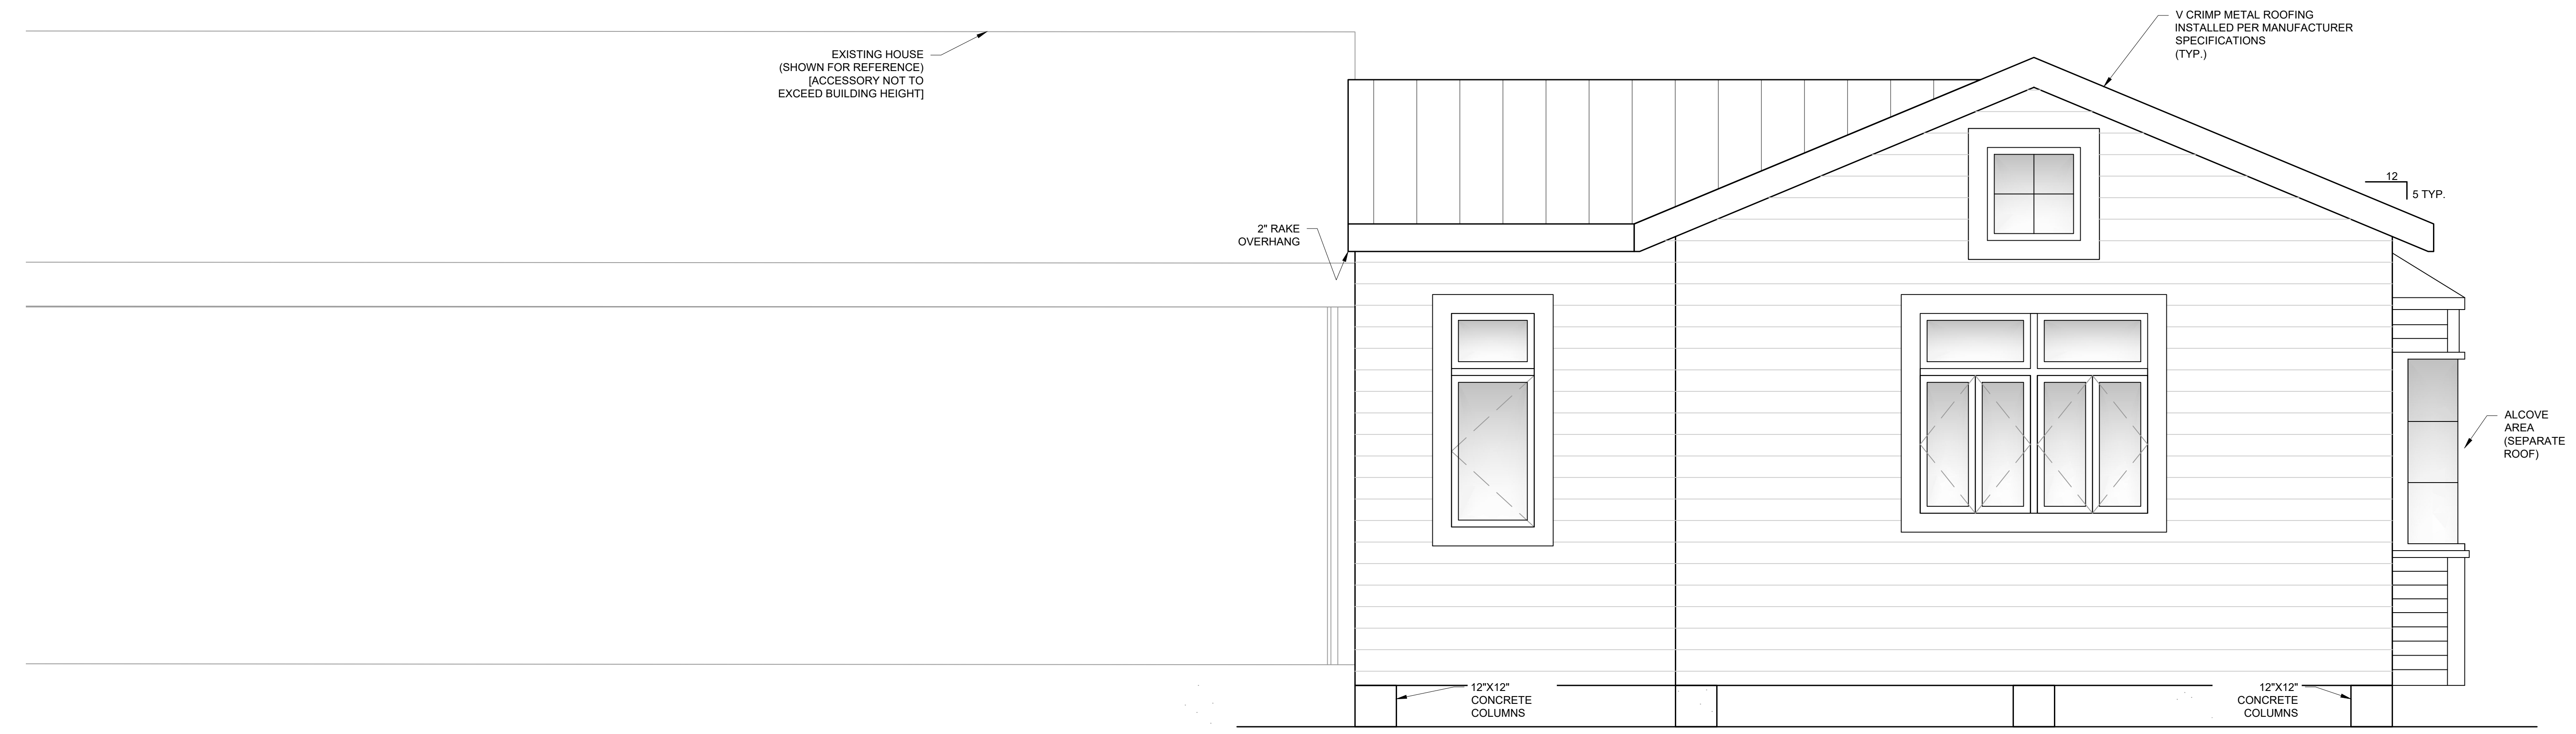 V CRIMP METAL ROOFING
INSTALLED PER MANUFACTURER
SPECIFICATIONS
(TYP.)
EXISTING HOUSE
(SHOWN FOR REFERENCE)
[ACCESSORY NOT TO
EXCEED BUILDING HEIGHT]
12
5 TYP.
2" RAKE
OVERHANG
ALCOVE
AREA
(SEPARATE
ROOF)
12"X12"
CONCRETE
COLUMNS
12"X12"
CONCRETE
COLUMNS